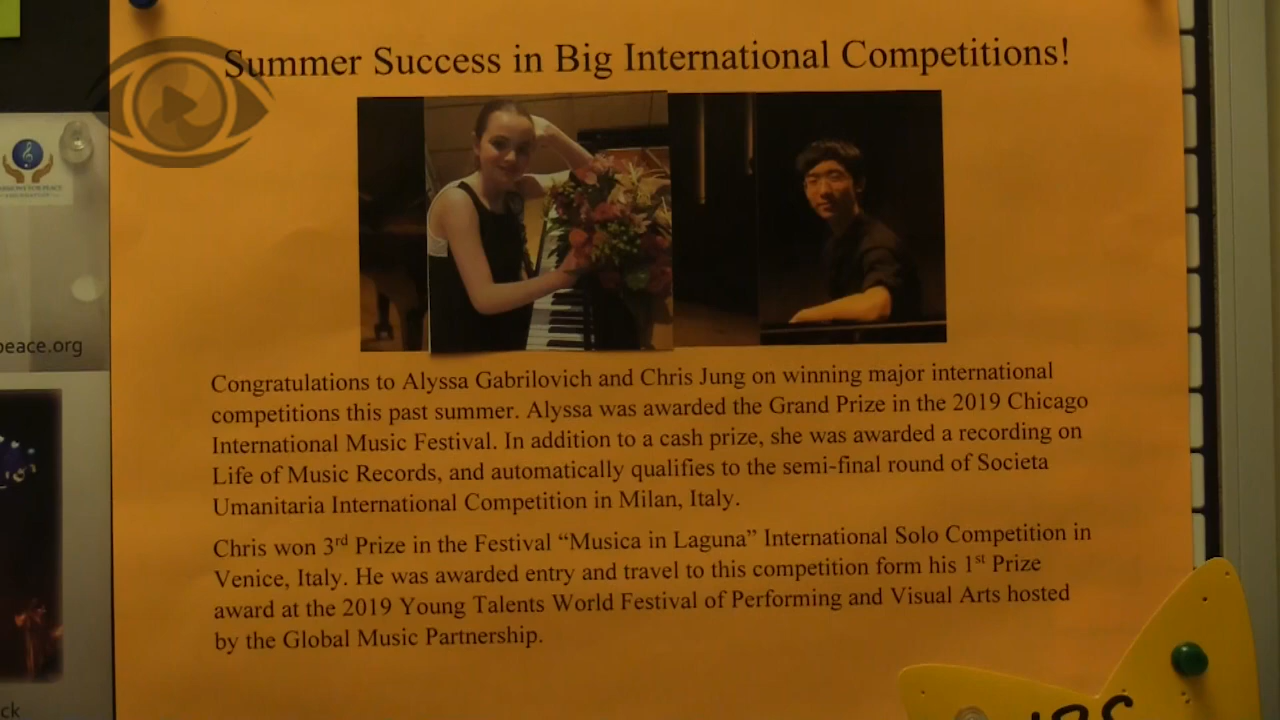 Summer Success in Big International Competitions!
Congratulations to Alyssa Gabrilovich and Chris Jung on winning major international
competitions this past summer. Alyssa was awarded the Grand Prize in the 2019 Chicago
International Music Festival. In addition to a cash prize, she was awarded a recording on
Life of Music Records, and automatically qualifies to the semi-final round of Societa
Umanitaria International Competition in Milan, Italy.
Chris won 3rd Prize in the Festival “Musica in Laguna” International Solo Competition in
Venice, Italy. He was awarded entry and travel to this competition form his 1st Prize
award at the 2019 Young Talents World Festival of Performing and Visual Arts hosted
by the Global Music Partnership.
peace.org
ck